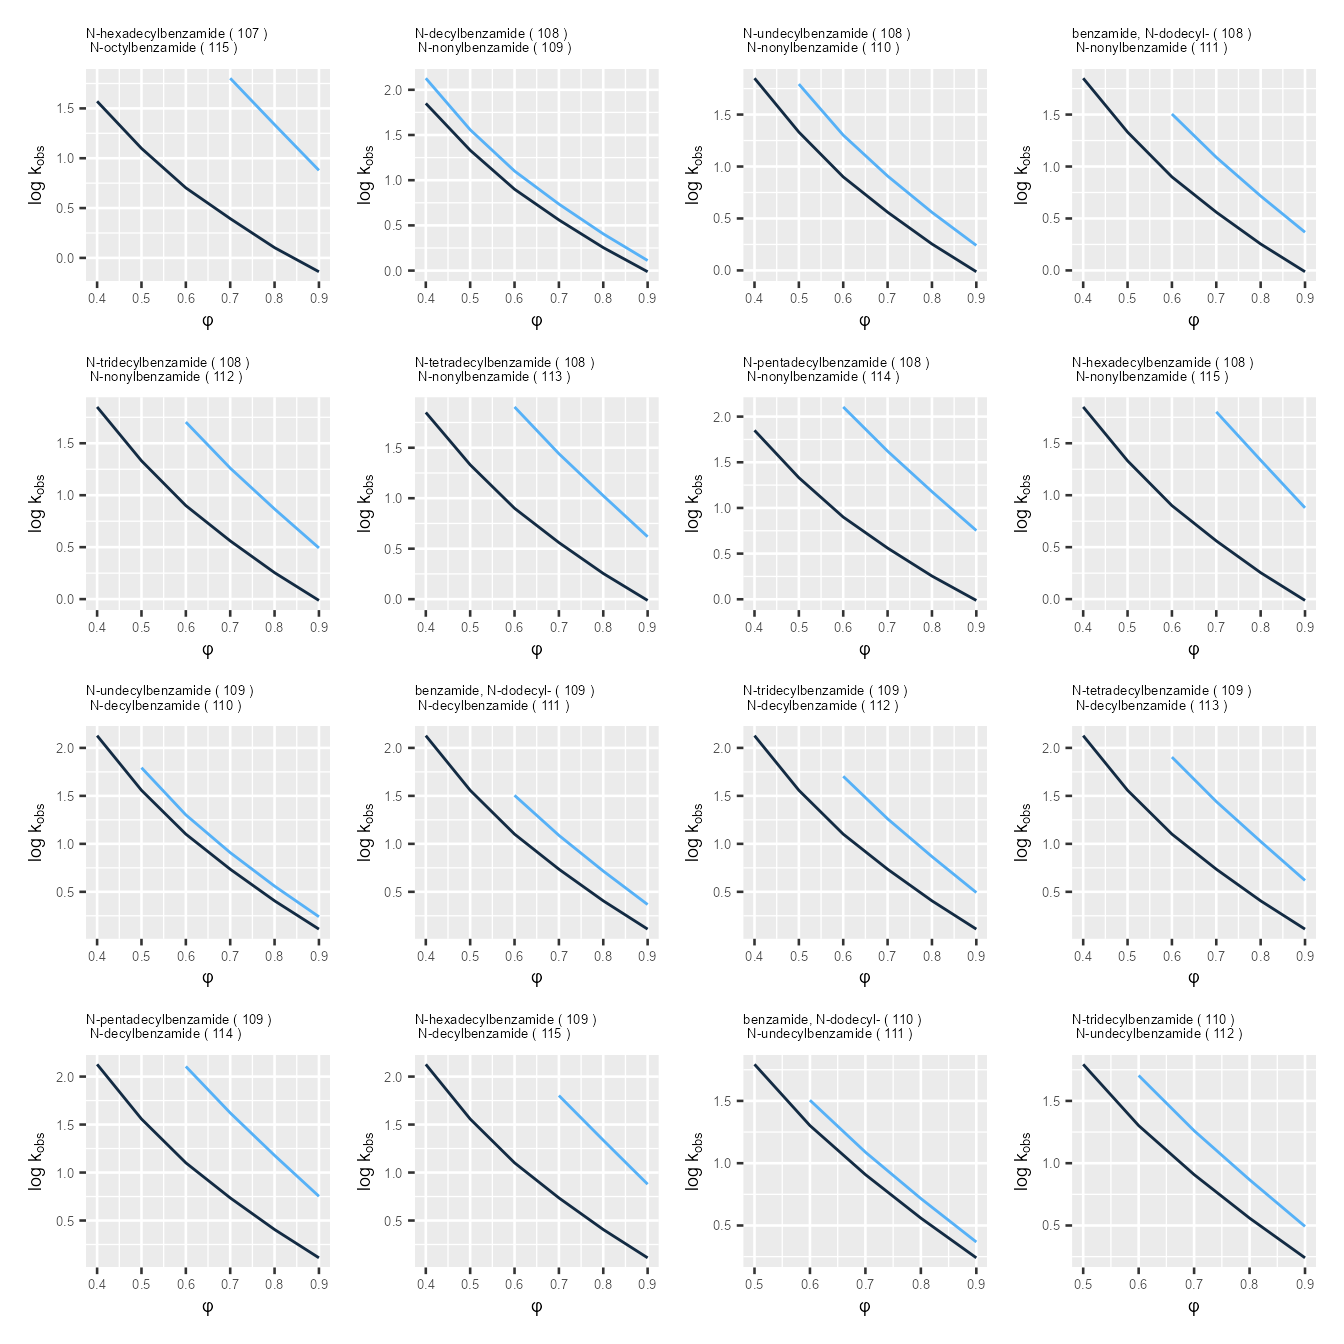 N-hexadecylbenzamide ( 107 )
N-octylbenzamide ( 115 )
log kobs
1.5
1.0
0.5
0.0
0.4 0.5 0.6 0.7 0.8 0.9
φ
N-decylbenzamide ( 108 )
N-nonylbenzamide ( 109 )
log kobs
2.0
1.5
1.0
0.5
0.0
0.4 0.5 0.6 0.7 0.8 0.9
φ
N-undecylbenzamide ( 108 )
N-nonylbenzamide ( 110 )
log kobs
1.5
1.0
0.5
0.0
0.4 0.5 0.6 0.7 0.8 0.9
φ
benzamide, N-dodecyl- ( 108 )
N-nonylbenzamide ( 111 )
log kobs
1.5
1.0
0.5
0.0
0.4 0.5 0.6 0.7 0.8 0.9
φ
N-tridecylbenzamide ( 108 )
N-nonylbenzamide ( 112 )
log kobs
1.5
1.0
0.5
0.0
0.4 0.5 0.6 0.7 0.8 0.9
φ
N-tetradecylbenzamide ( 108 )
N-nonylbenzamide ( 113 )
log kobs
1.5
1.0
0.5
0.0
0.4 0.5 0.6 0.7 0.8 0.9
φ
N-pentadecylbenzamide ( 108 )
N-nonylbenzamide ( 114 )
log kobs
2.0
1.5
1.0
0.5
0.0
0.4 0.5 0.6 0.7 0.8 0.9
φ
N-hexadecylbenzamide ( 108 )
N-nonylbenzamide ( 115 )
log kobs
1.5
1.0
0.5
0.0
0.4 0.5 0.6 0.7 0.8 0.9
φ
N-undecylbenzamide ( 109 )
N-decylbenzamide ( 110 )
log kobs
2.0
1.5
1.0
0.5
0.4 0.5 0.6 0.7 0.8 0.9
φ
benzamide, N-dodecyl- ( 109 )
N-decylbenzamide ( 111 )
log kobs
2.0
1.5
1.0
0.5
0.4 0.5 0.6 0.7 0.8 0.9
φ
N-tridecylbenzamide ( 109 )
N-decylbenzamide ( 112 )
log kobs
2.0
1.5
1.0
0.5
0.4 0.5 0.6 0.7 0.8 0.9
φ
N-tetradecylbenzamide ( 109 )
N-decylbenzamide ( 113 )
log kobs
2.0
1.5
1.0
0.5
0.4 0.5 0.6 0.7 0.8 0.9
φ
N-pentadecylbenzamide ( 109 )
N-decylbenzamide ( 114 )
log kobs
2.0
1.5
1.0
0.5
0.4 0.5 0.6 0.7 0.8 0.9
φ
N-hexadecylbenzamide ( 109 )
N-decylbenzamide ( 115 )
log kobs
2.0
1.5
1.0
0.5
0.4 0.5 0.6 0.7 0.8 0.9
φ
benzamide, N-dodecyl- ( 110 )
N-undecylbenzamide ( 111 )
log kobs
1.5
1.0
0.5
0.5 0.6 0.7 0.8 0.9
φ
N-tridecylbenzamide ( 110 )
N-undecylbenzamide ( 112 )
log kobs
1.5
1.0
0.5
0.5 0.6 0.7 0.8 0.9
φ